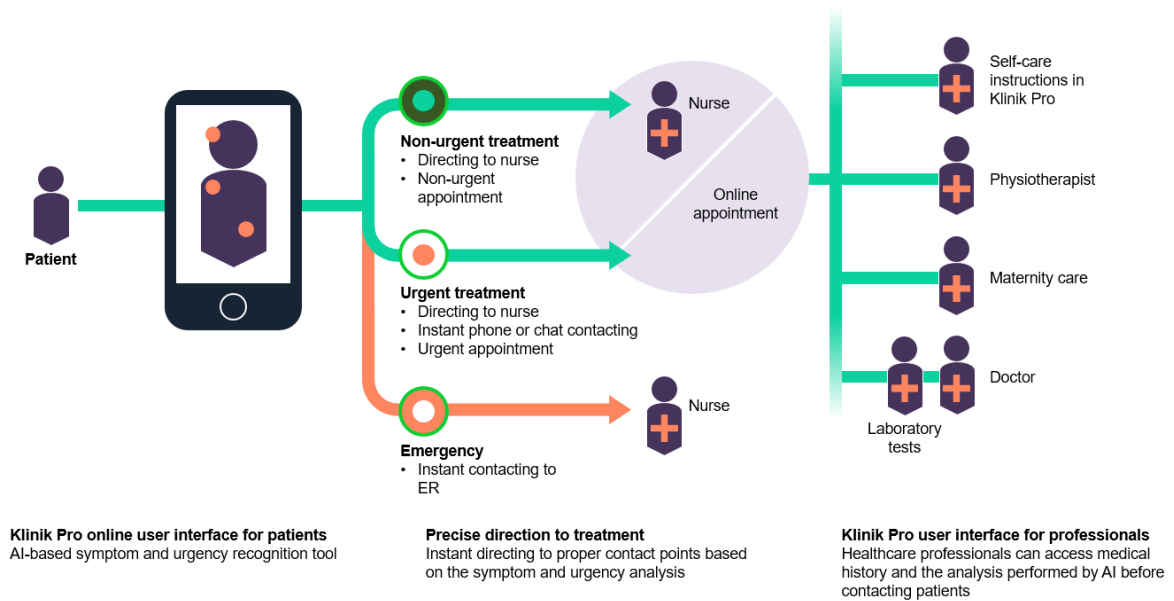 Patient
Non-urgent treatment
• Directing to nurse
• Non-urgent
appointment
Urgent treatment
• Directing to nurse
• Instant phone or chat contacting
• Urgent appointment
Emergency
• Instant contacting to
ER
Nurse
Online
appointment
Nurse
Self-care
instructions in
Klinik Pro
Physiotherapist
Maternity care
Doctor
Laboratory
tests
Klinik Pro online user interface for patients
AI-based symptom and urgency recognition tool
Precise direction to treatment
Instant directing to proper contact points based
on the symptom and urgency analysis
Klinik Pro user interface for professionals
Healthcare professionals can access medical
history and the analysis performed by AI before
contacting patients